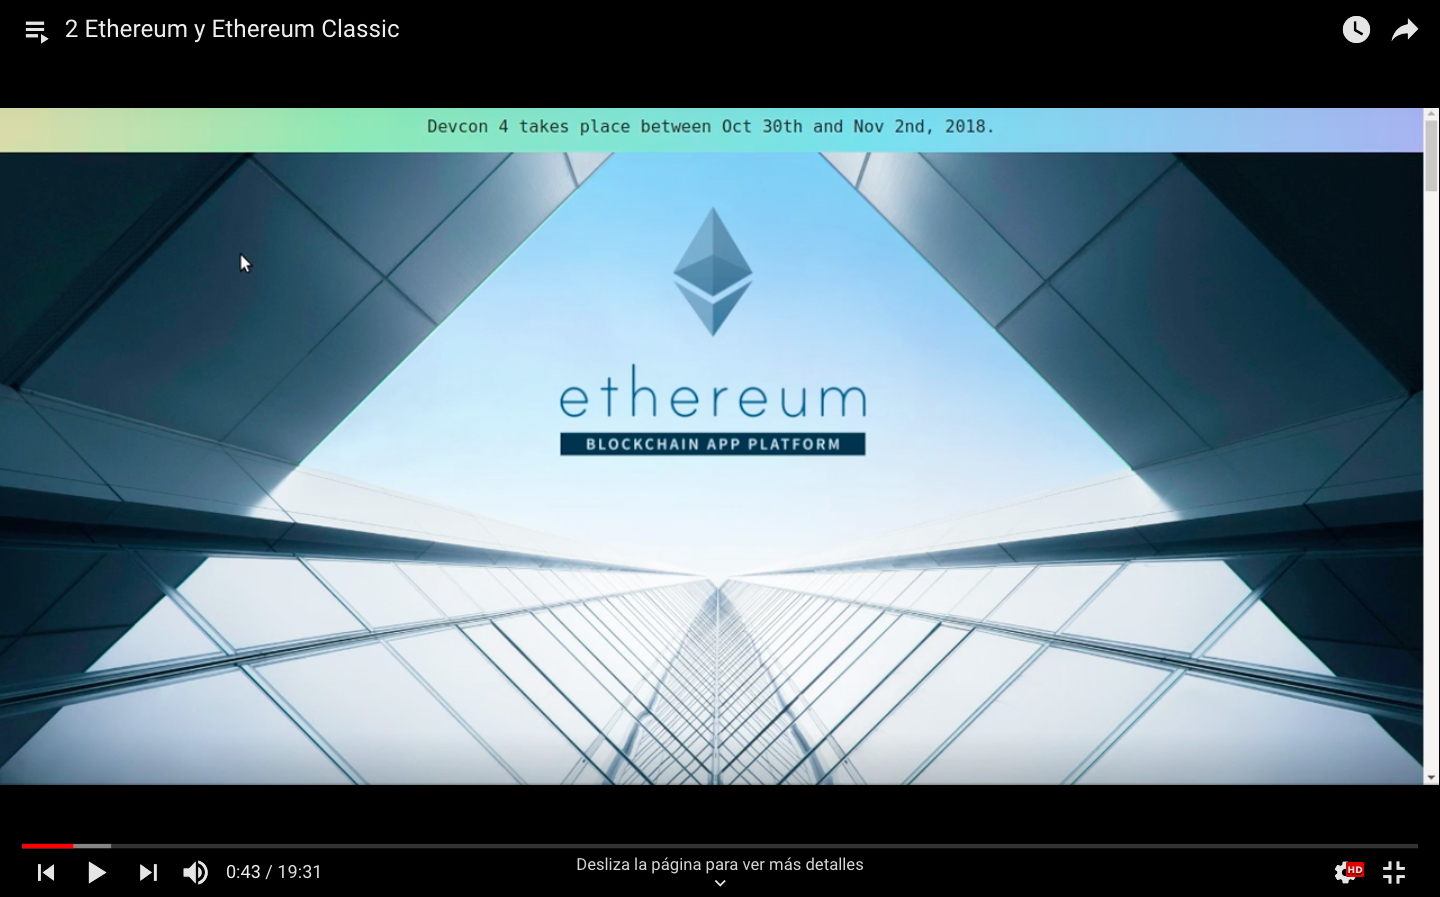 2 Ethereum y Ethereum Classic
Devcon 4 takes place between Oct 30th and Nov 2nd, 2018.
ethereum
BLOCKCHAIN APP PLATFORM
0:43 / 19:31
Desliza la página para ver más detalles
HD